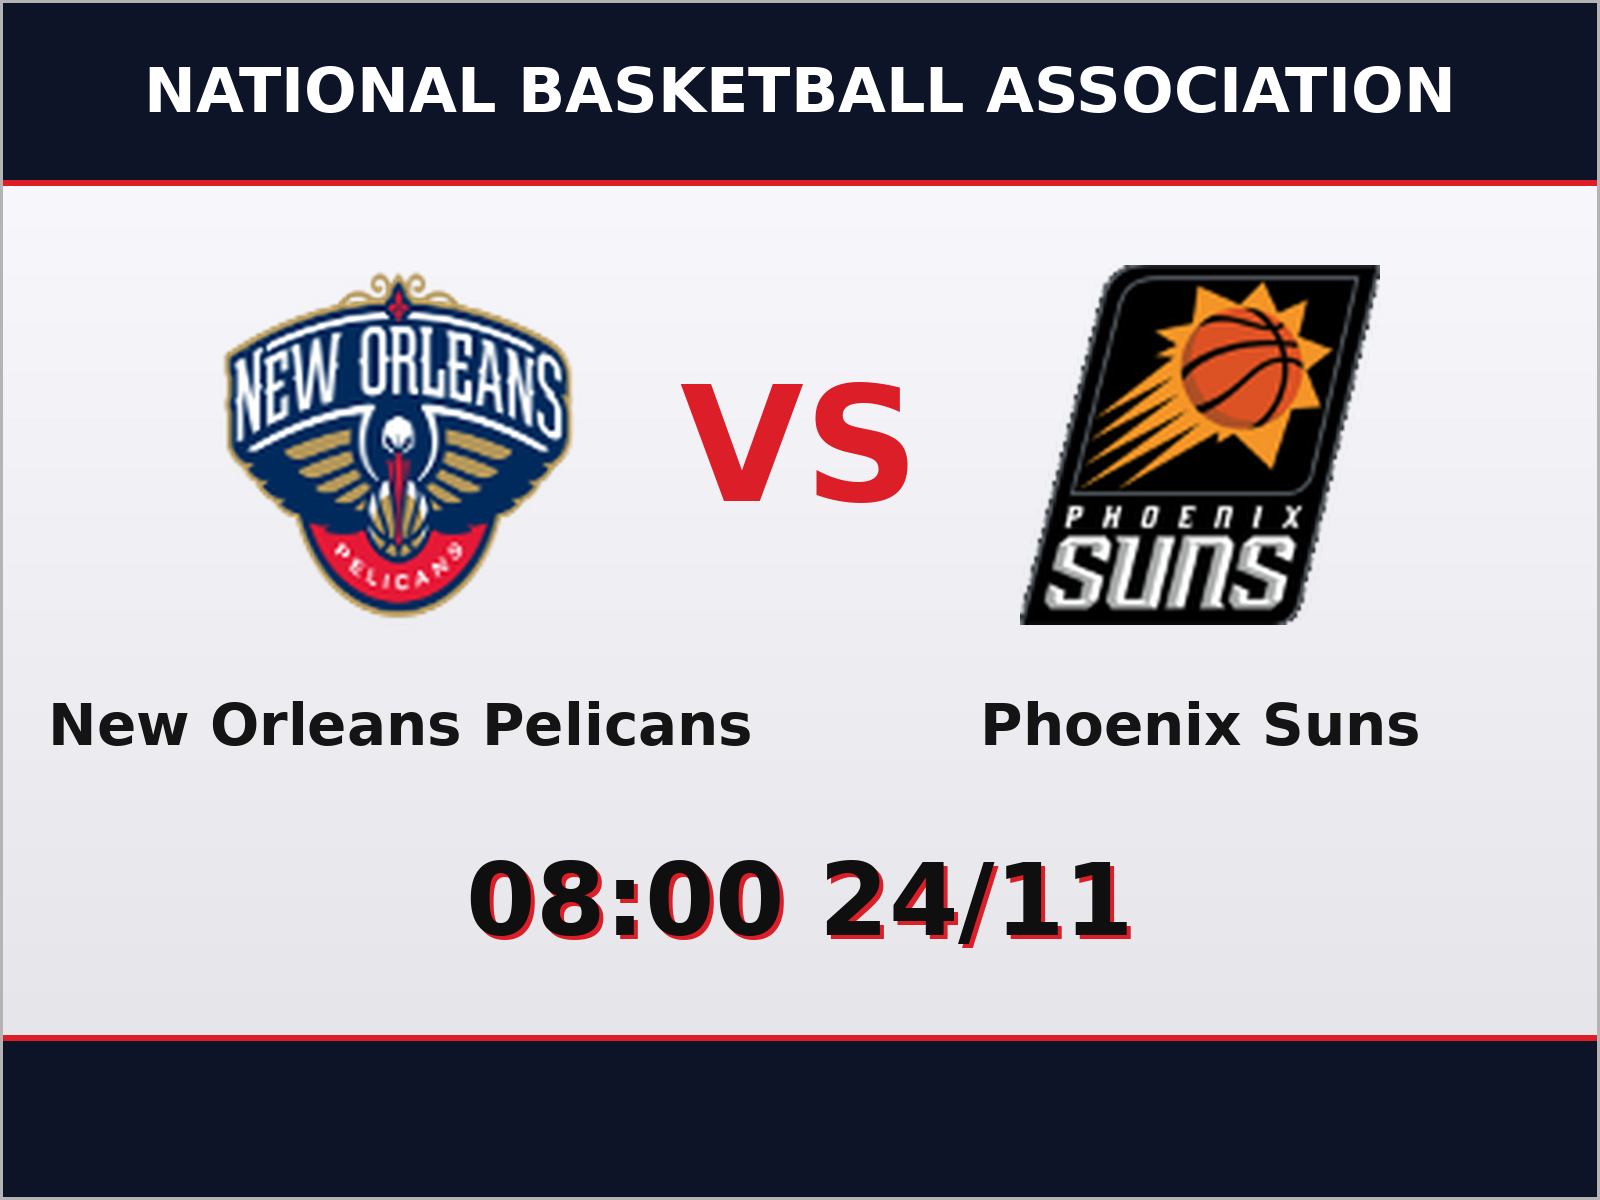 NATIONAL BASKETBALL ASSOCIATION
NEW ORLEANS
PELICANS
VS
PHOENIX
SUNS
New Orleans Pelicans
Phoenix Suns
08:00 24/11